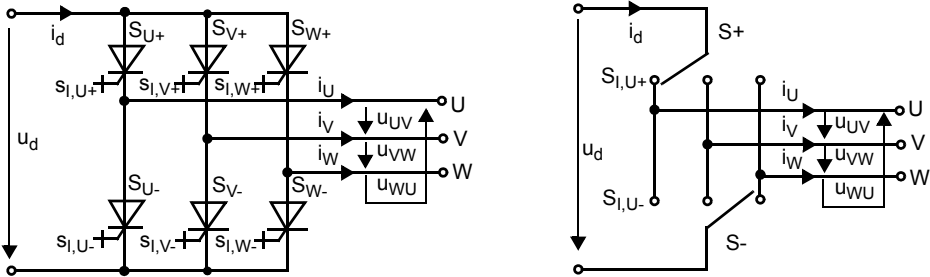 i_d
S_U+ S_V+ S_W+
s_I,U+ s_I,V+ s_I,W+
i_U U
u_UV
i_V V
u_d
u_VW
i_W W
u_WU
S_U- S_V- S_W-
s_I,U- s_I,V- s_I,W-
i_d
S+
S_I,U+
i_U U
u_UV
i_V V
u_d
u_VW
i_W W
u_WU
S_I,U-
S-